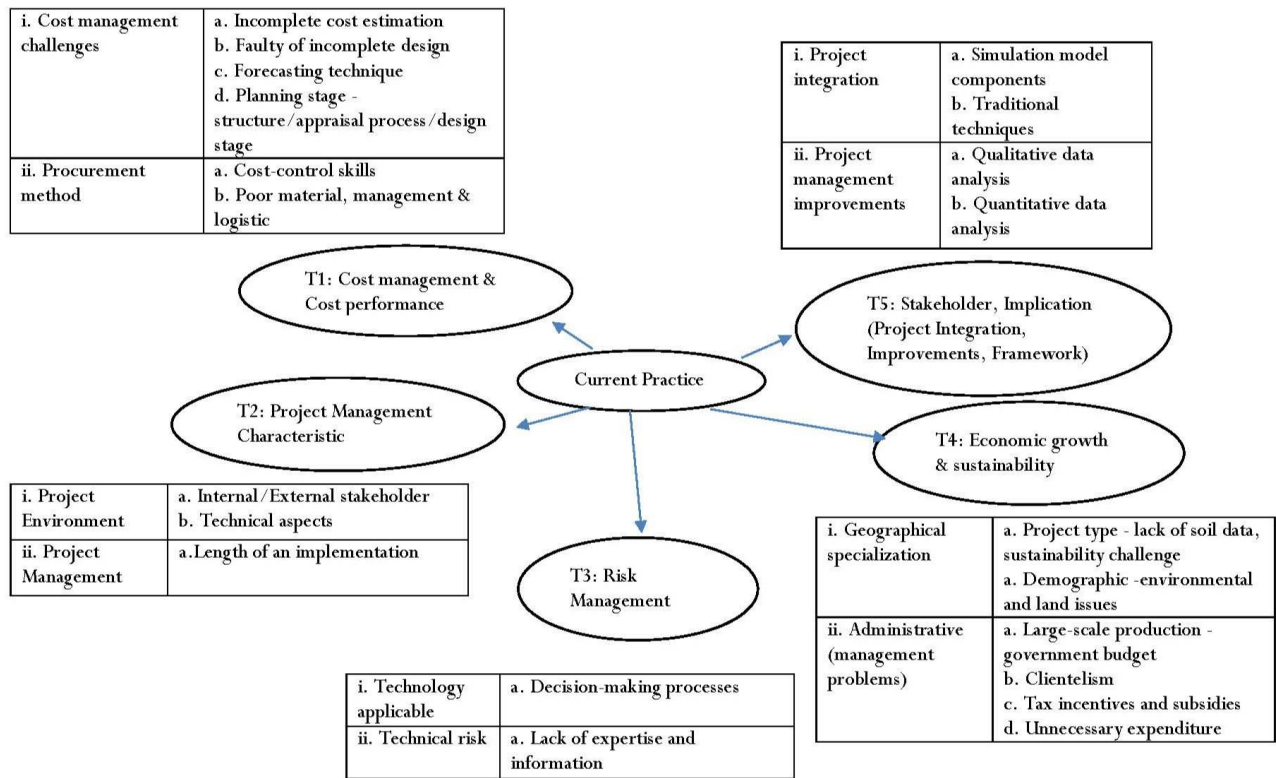 i. Cost management
challenges
a. Incomplete cost estimation
b. Faulty of incomplete design
c. Forecasting technique
d. Planning stage -
structure/appraisal process/design
stage
ii. Procurement
method
a. Cost-control skills
b. Poor material, management &
logistic
i. Project
integration
a. Simulation model
components
b. Traditional
techniques
ii. Project
management
improvements
a. Qualitative data
analysis
b. Quantitative data
analysis
T1: Cost management &
Cost performance
T5: Stakeholder, Implication
(Project Integration,
Improvements, Framework)
Current Practice
T2: Project Management
Characteristic
T4: Economic growth
& sustainability
i. Project
Environment
a. Internal/External stakeholder
b. Technical aspects
ii. Project
Management
a.Length of an implementation
T3: Risk
Management
i. Geographical
specialization
a. Project type - lack of soil data,
sustainability challenge
a. Demographic -environmental
and land issues
ii. Administrative
(management
problems)
a. Large-scale production -
government budget
b. Clientelism
c. Tax incentives and subsidies
d. Unnecessary expenditure
i. Technology
applicable
a. Decision-making processes
ii. Technical risk
a. Lack of expertise and
information